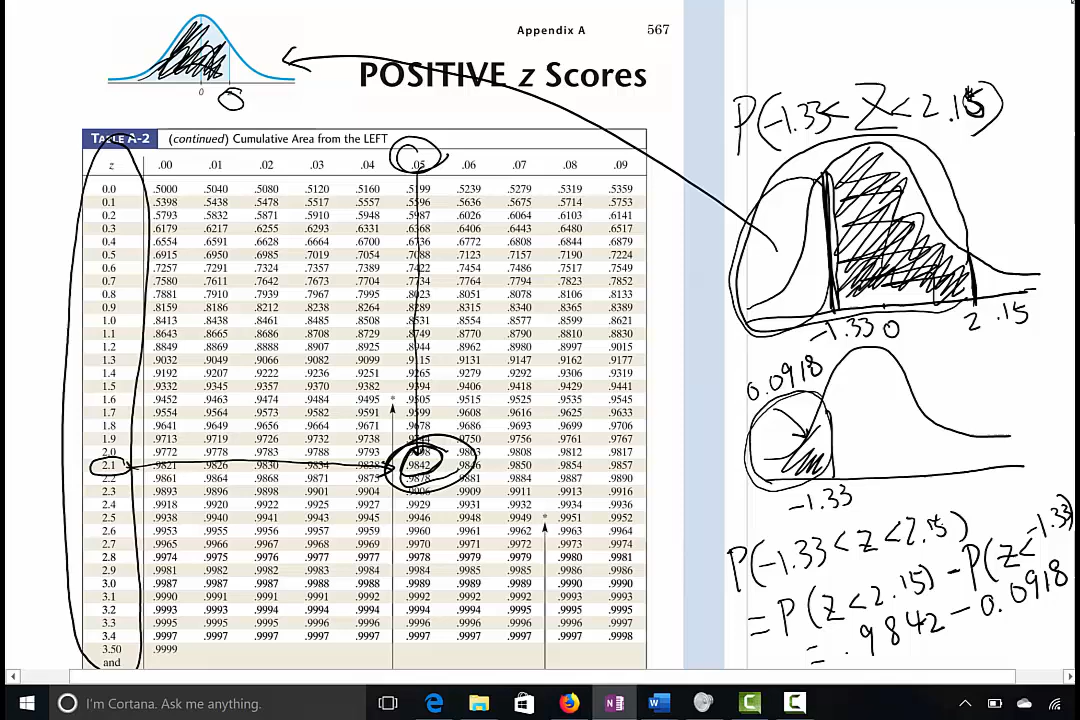 Appendix A 567
POSITIVE z Scores
0
TABLE A-2 (continued) Cumulative Area from the LEFT
z .00 .01 .02 .03 .04 .05 .06 .07 .08 .09
0.0 .5000 .5040 .5080 .5120 .5160 .5199 .5239 .5279 .5319 .5359
0.1 .5398 .5438 .5478 .5517 .5557 .5596 .5636 .5675 .5714 .5753
0.2 .5793 .5832 .5871 .5910 .5948 .5987 .6026 .6064 .6103 .6141
0.3 .6179 .6217 .6255 .6293 .6331 .6368 .6406 .6443 .6480 .6517
0.4 .6554 .6591 .6628 .6664 .6700 .6736 .6772 .6808 .6844 .6879
0.5 .6915 .6950 .6985 .7019 .7054 .7088 .7123 .7157 .7190 .7224
0.6 .7257 .7291 .7324 .7357 .7389 .7422 .7454 .7486 .7517 .7549
0.7 .7580 .7611 .7642 .7673 .7704 .7734 .7764 .7794 .7823 .7852
0.8 .7881 .7910 .7939 .7967 .7995 .8023 .8051 .8078 .8106 .8133
0.9 .8159 .8186 .8212 .8238 .8264 .8289 .8315 .8340 .8365 .8389
1.0 .8413 .8438 .8461 .8485 .8508 .8531 .8554 .8577 .8599 .8621
1.1 .8643 .8665 .8686 .8708 .8729 .8749 .8770 .8790 .8810 .8830
1.2 .8849 .8869 .8888 .8907 .8925 .8944 .8962 .8980 .8997 .9015
1.3 .9032 .9049 .9066 .9082 .9099 .9115 .9131 .9147 .9162 .9177
1.4 .9192 .9207 .9222 .9236 .9251 .9265 .9279 .9292 .9306 .9319
1.5 .9332 .9345 .9357 .9370 .9382 .9394 .9406 .9418 .9429 .9441
1.6 .9452 .9463 .9474 .9484 .9495 * .9505 .9515 .9525 .9535 .9545
1.7 .9554 .9564 .9573 .9582 .9591 .9599 .9608 .9616 .9625 .9633
1.8 .9641 .9649 .9656 .9664 .9671 .9678 .9686 .9693 .9699 .9706
1.9 .9713 .9719 .9726 .9732 .9738 .9744 .9750 .9756 .9761 .9767
2.0 .9772 .9778 .9783 .9788 .9793 .9798 .9803 .9808 .9812 .9817
2.1 .9821 .9826 .9830 .9834 .9838 .9842 .9846 .9850 .9854 .9857
2.2 .9861 .9864 .9868 .9871 .9875 .9878 .9881 .9884 .9887 .9890
2.3 .9893 .9896 .9898 .9901 .9904 .9906 .9909 .9911 .9913 .9916
2.4 .9918 .9920 .9922 .9925 .9927 .9929 .9931 .9932 .9934 .9936
2.5 .9938 .9940 .9941 .9943 .9945 .9946 .9948 .9949 * .9951 .9952
2.6 .9953 .9955 .9956 .9957 .9959 .9960 .9961 .9962 .9963 .9964
2.7 .9965 .9966 .9967 .9968 .9969 .9970 .9971 .9972 .9973 .9974
2.8 .9974 .9975 .9976 .9977 .9977 .9978 .9979 .9979 .9980 .9981
2.9 .9981 .9982 .9982 .9983 .9984 .9984 .9985 .9985 .9986 .9986
3.0 .9987 .9987 .9987 .9988 .9988 .9989 .9989 .9989 .9990 .9990
3.1 .9990 .9991 .9991 .9991 .9992 .9992 .9992 .9992 .9993 .9993
3.2 .9993 .9993 .9994 .9994 .9994 .9994 .9994 .9995 .9995 .9995
3.3 .9995 .9995 .9995 .9996 .9996 .9996 .9996 .9996 .9996 .9997
3.4 .9997 .9997 .9997 .9997 .9997 .9997 .9997 .9997 .9997 .9998
3.50 .9999
and
P(-1.33 < Z < 2.15)
-1.33 0 2.15
0.0918
-1.33
P(-1.33 < z < 2.15)
= P(z < 2.15) - P(z < -1.33)
= .9842 - 0.0918
I'm Cortana. Ask me anything.